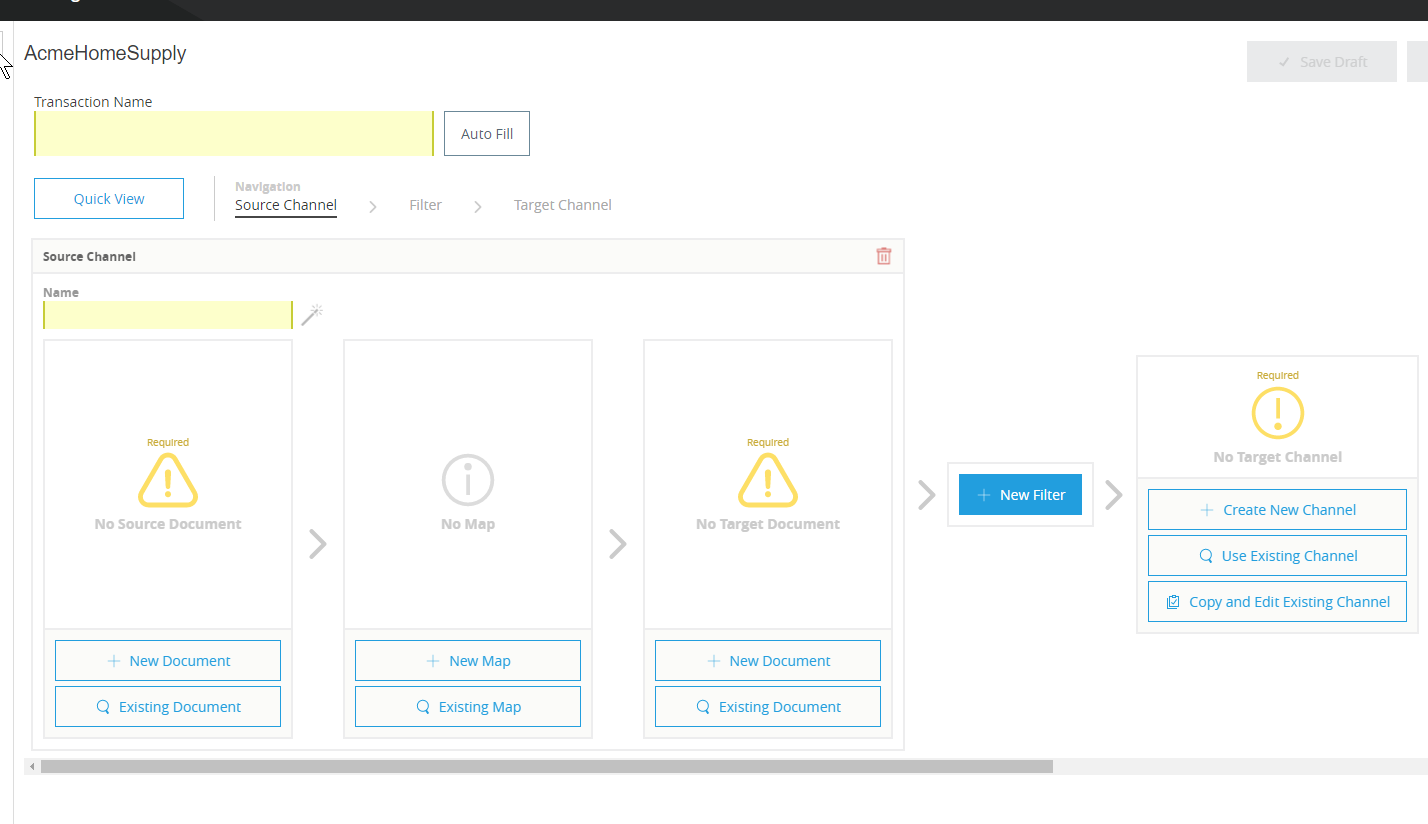 AcmeHomeSupply
Save Draft
Transaction Name
Auto Fill
Quick View
Navigation
Source Channel
Filter
Target Channel
Source Channel
Name
Required
No Source Document
New Document
Existing Document
No Map
New Map
Existing Map
Required
No Target Document
New Document
Existing Document
New Filter
Required
No Target Channel
Create New Channel
Use Existing Channel
Copy and Edit Existing Channel